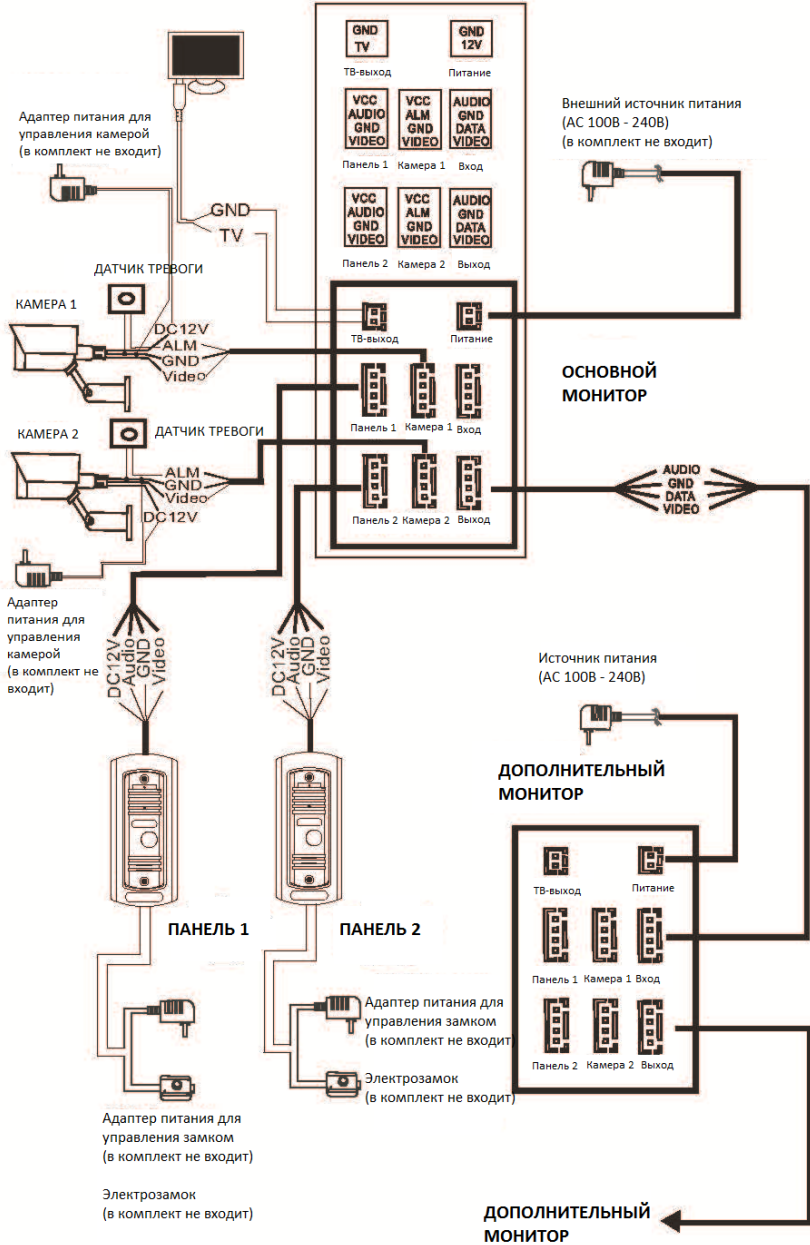 GND
TV
ТВ-выход
GND
12V
Питание
VCC
AUDIO
GND
VIDEO
Панель 1
VCC
ALM
GND
VIDEO
Камера 1
AUDIO
GND
DATA
VIDEO
Вход
VCC
AUDIO
GND
VIDEO
Панель 2
VCC
ALM
GND
VIDEO
Камера 2
AUDIO
GND
DATA
VIDEO
Выход
Адаптер питания для
управления камерой
(в комплект не входит)
Внешний источник питания
(AC 100В - 240В)
(в комплект не входит)
GND
TV
ДАТЧИК ТРЕВОГИ
КАМЕРА 1
DC12V
ALM
GND
Video
ТВ-выход
Питание
Панель 1
Камера 1
Вход
Панель 2
Камера 2
Выход
ОСНОВНОЙ
МОНИТОР
КАМЕРА 2
ДАТЧИК ТРЕВОГИ
ALM
GND
Video
DC12V
AUDIO
GND
DATA
VIDEO
Адаптер
питания для
управления
камерой
(в комплект не
входит)
DC12V
Audio
GND
Video
DC12V
Audio
GND
Video
Источник питания
(AC 100В - 240В)
ДОПОЛНИТЕЛЬНЫЙ
МОНИТОР
ТВ-выход
Питание
Панель 1
Камера 1
Вход
Панель 2
Камера 2
Выход
ПАНЕЛЬ 1
ПАНЕЛЬ 2
Адаптер питания для
управления замком
(в комплект не входит)
Электрозамок
(в комплект не входит)
Адаптер питания для
управления замком
(в комплект не входит)
Электрозамок
(в комплект не входит)
ДОПОЛНИТЕЛЬНЫЙ
МОНИТОР